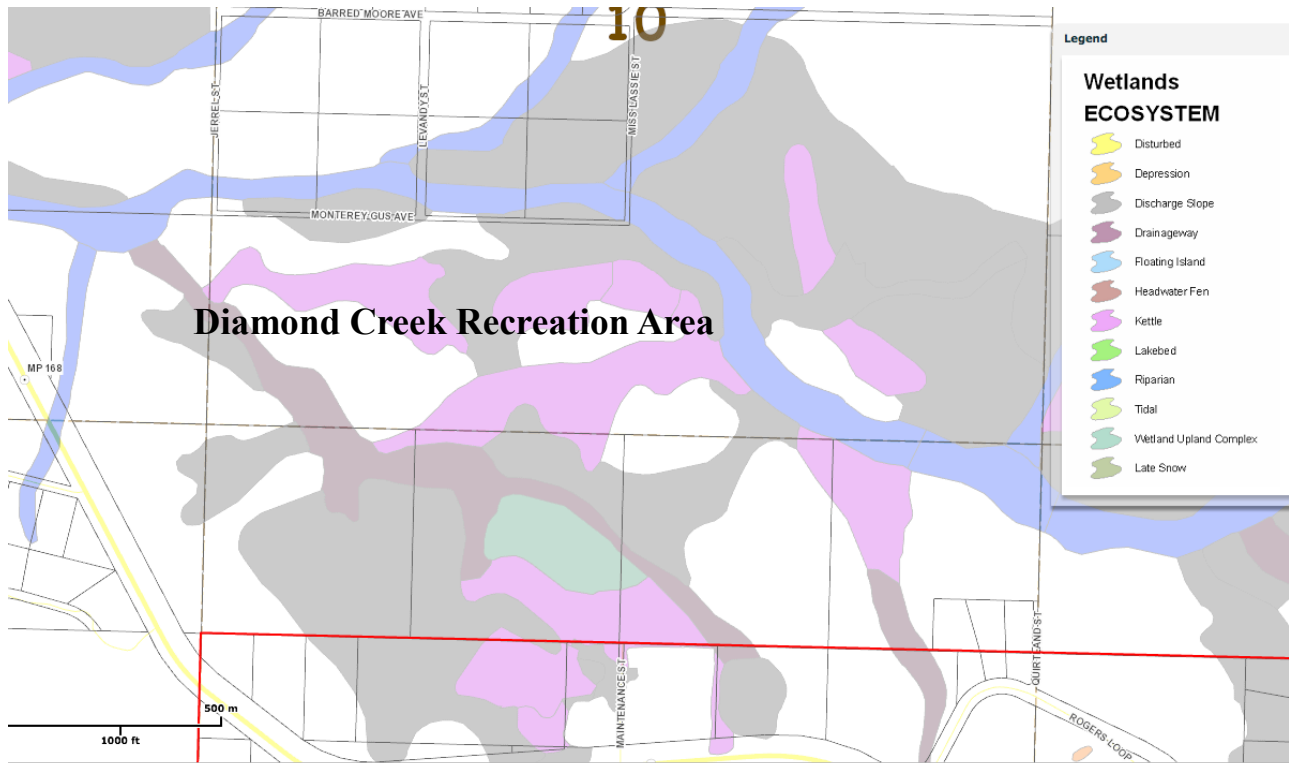 BARRED MOORE AVE
10
JERREL ST
LEVANDY ST
MISS LASSIE ST
MONTEREY GUS AVE
Diamond Creek Recreation Area
MP 168
MAINTENANCE ST
QUIRTLAND ST
ROGERS LOOP
500 m
1000 ft
Legend
Wetlands
ECOSYSTEM
Disturbed
Depression
Discharge Slope
Drainageway
Floating Island
Headwater Fen
Kettle
Lakebed
Riparian
Tidal
Wetland Upland Complex
Late Snow